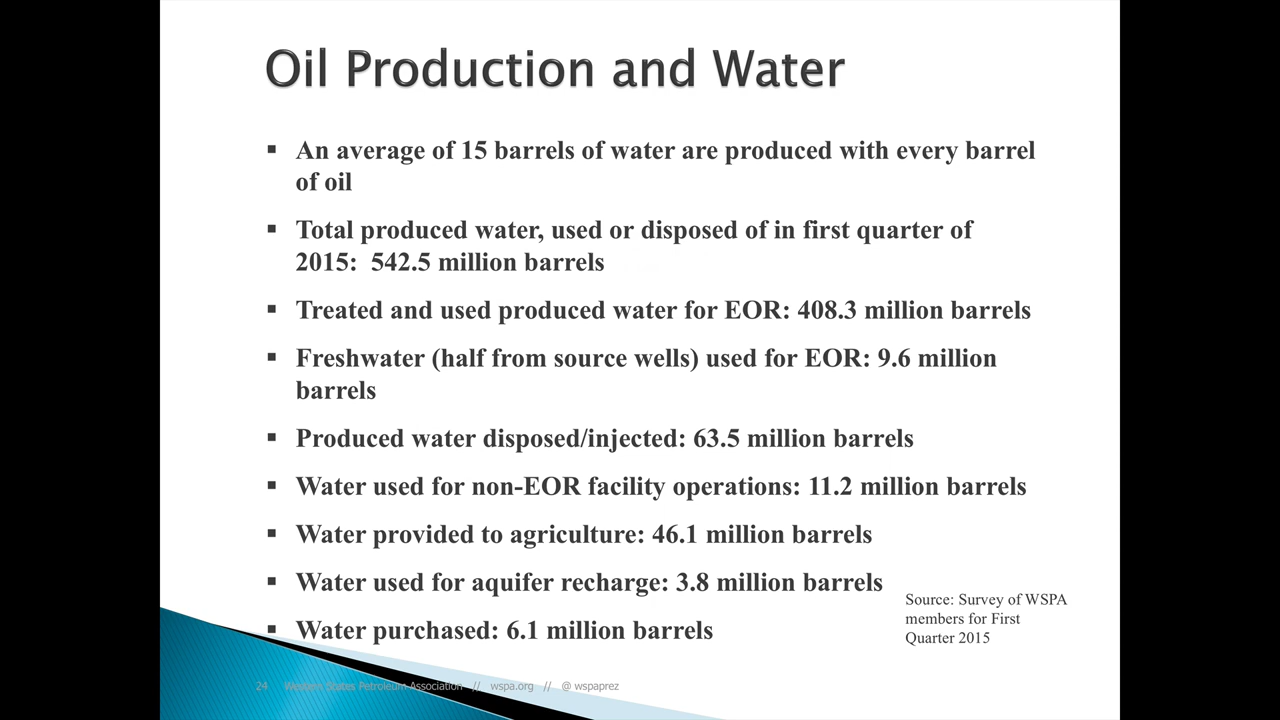 Oil Production and Water
▪ An average of 15 barrels of water are produced with every barrel
of oil
▪ Total produced water, used or disposed of in first quarter of
2015:  542.5 million barrels
▪ Treated and used produced water for EOR: 408.3 million barrels
▪ Freshwater (half from source wells) used for EOR: 9.6 million
barrels
▪ Produced water disposed/injected: 63.5 million barrels
▪ Water used for non-EOR facility operations: 11.2 million barrels
▪ Water provided to agriculture: 46.1 million barrels
▪ Water used for aquifer recharge: 3.8 million barrels
▪ Water purchased: 6.1 million barrels
Source: Survey of WSPA
members for First
Quarter 2015
24 Western States Petroleum Association // wspa.org // @ wspaprez